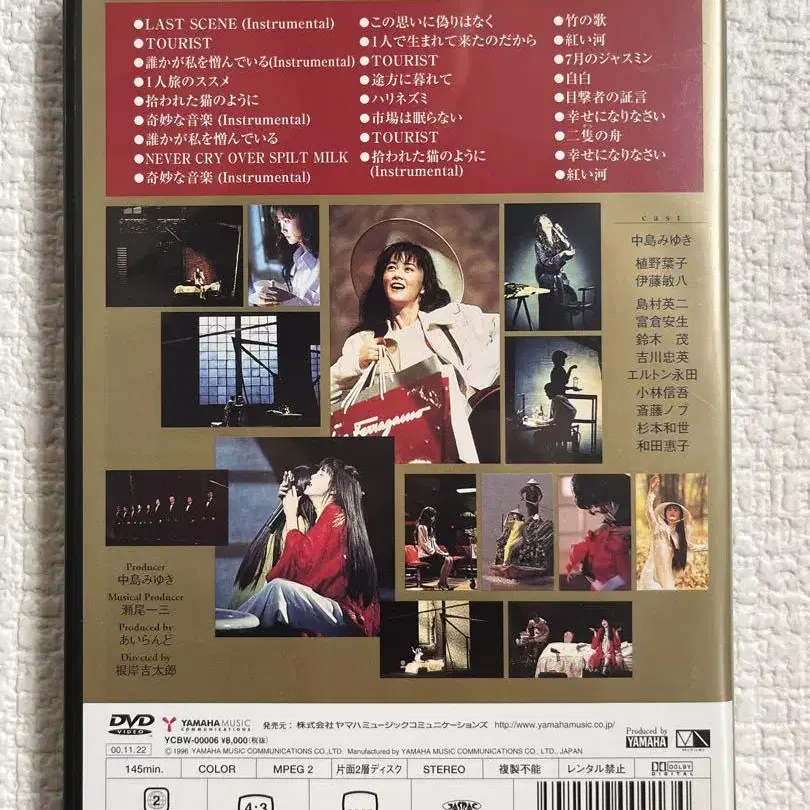 ●LAST SCENE (Instrumental)
●TOURIST
●誰かが私を憎んでいる(Instrumental)
●1人旅のススメ
●拾われた猫のように
●奇妙な音楽 (Instrumental)
●誰かが私を憎んでいる
●NEVER CRY OVER SPILT MILK
●奇妙な音楽 (Instrumental)
●この思いに偽りはなく
●1人で生まれて来たのだから
●TOURIST
●途方に暮れて
●ハリネズミ
●市場は眠らない
●TOURIST
●拾われた猫のように
(Instrumental)
●竹の歌
●紅い河
●7月のジャスミン
●自白
●目撃者の証言
●幸せになりなさい
●二隻の舟
●幸せになりなさい
●紅い河
cast
中島みゆき
植野葉子
伊藤敏八
島村英二
富倉安生
鈴木 茂
吉川忠英
エルトン永田
小林信吾
斎藤ノブ
杉本和世
和田惠子
Ferragamo
Producer
中島みゆき
Musical Producer
瀬尾一三
Produced by
あいらんど
Directed by
根岸吉太郎
DVD
VIDEO
YAMAHA MUSIC
COMMUNICATIONS
発売元：株式会社ヤマハミュージックコミュニケーションズ http://www.yamahamusic.co.jp/
Produced by
YAMAHA
00.11.22
YCBW-00006 ¥8,000(税抜)
©1996 YAMAHA MUSIC COMMUNICATIONS CO.,LTD. Manufactured by YAMAHA MUSIC COMMUNICATIONS CO., LTD., JAPAN
145min.
COLOR
MPEG 2
片面2層ディスク
STEREO
複製不能
レンタル禁止
DOLBY
DIGITAL
2
4:3
JASRAC